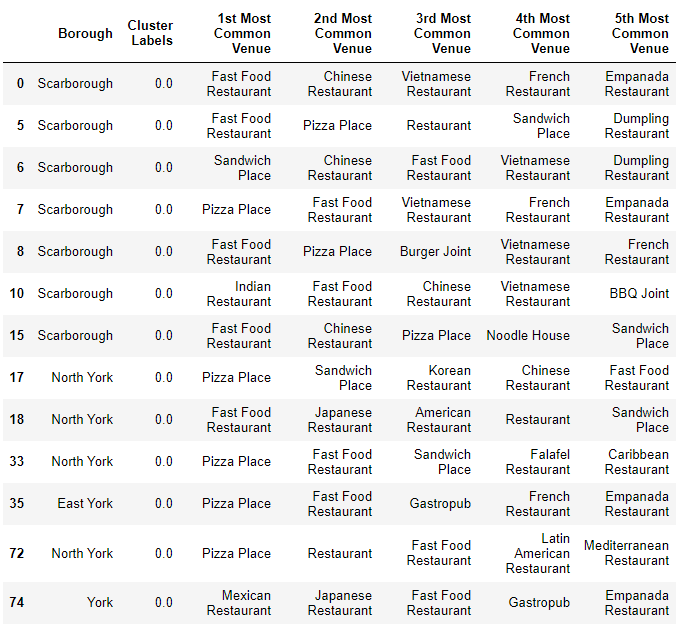 Borough Cluster Labels 1st Most Common Venue 2nd Most Common Venue 3rd Most Common Venue 4th Most Common Venue 5th Most Common Venue
0 Scarborough 0.0 Fast Food Restaurant Chinese Restaurant Vietnamese Restaurant French Restaurant Empanada Restaurant
5 Scarborough 0.0 Fast Food Restaurant Pizza Place Restaurant Sandwich Place Dumpling Restaurant
6 Scarborough 0.0 Sandwich Place Chinese Restaurant Fast Food Restaurant Vietnamese Restaurant Dumpling Restaurant
7 Scarborough 0.0 Pizza Place Fast Food Restaurant Vietnamese Restaurant French Restaurant Empanada Restaurant
8 Scarborough 0.0 Fast Food Restaurant Pizza Place Burger Joint Vietnamese Restaurant French Restaurant
10 Scarborough 0.0 Indian Restaurant Fast Food Restaurant Chinese Restaurant Vietnamese Restaurant BBQ Joint
15 Scarborough 0.0 Fast Food Restaurant Chinese Restaurant Pizza Place Noodle House Sandwich Place
17 North York 0.0 Pizza Place Sandwich Place Korean Restaurant Chinese Restaurant Fast Food Restaurant
18 North York 0.0 Fast Food Restaurant Japanese Restaurant American Restaurant Restaurant Sandwich Place
33 North York 0.0 Pizza Place Fast Food Restaurant Sandwich Place Falafel Restaurant Caribbean Restaurant
35 East York 0.0 Pizza Place Fast Food Restaurant Gastropub French Restaurant Empanada Restaurant
72 North York 0.0 Pizza Place Restaurant Fast Food Restaurant Latin American Restaurant Mediterranean Restaurant
74 York 0.0 Mexican Restaurant Japanese Restaurant Fast Food Restaurant Gastropub Empanada Restaurant